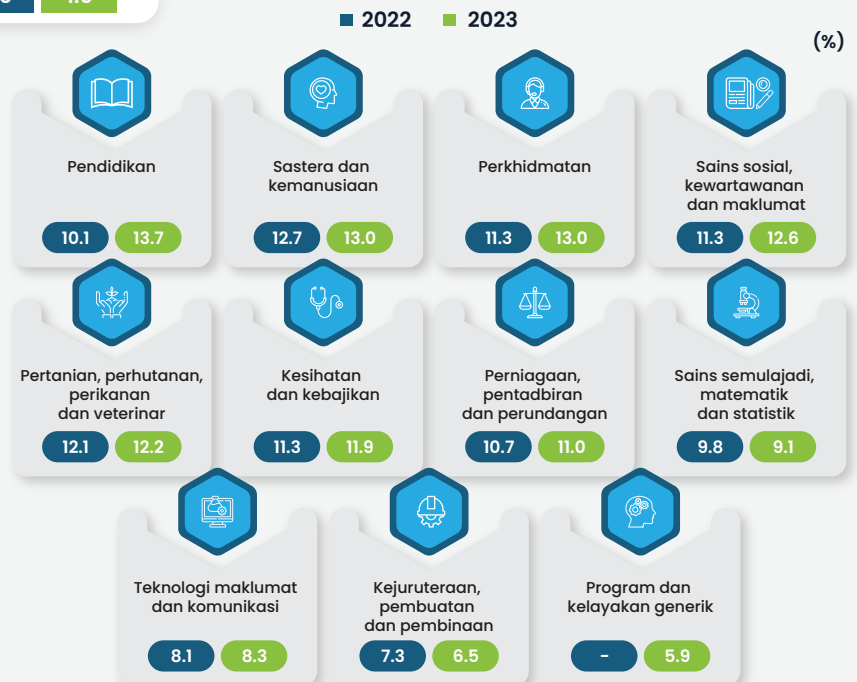 2022 2023
(%)
Pendidikan
10.1 13.7
Sastera dan
kemanusiaan
12.7 13.0
Perkhidmatan
11.3 13.0
Sains sosial,
kewartawanan
dan maklumat
11.3 12.6
Pertanian, perhutanan,
perikanan
dan veterinar
12.1 12.2
Kesihatan
dan kebajikan
11.3 11.9
Perniagaan,
pentadbiran
dan perundangan
10.7 11.0
Sains semulajadi,
matematik
dan statistik
9.8 9.1
Teknologi maklumat
dan komunikasi
8.1 8.3
Kejuruteraan,
pembuatan
dan pembinaan
7.3 6.5
Program dan
kelayakan generik
- 5.9